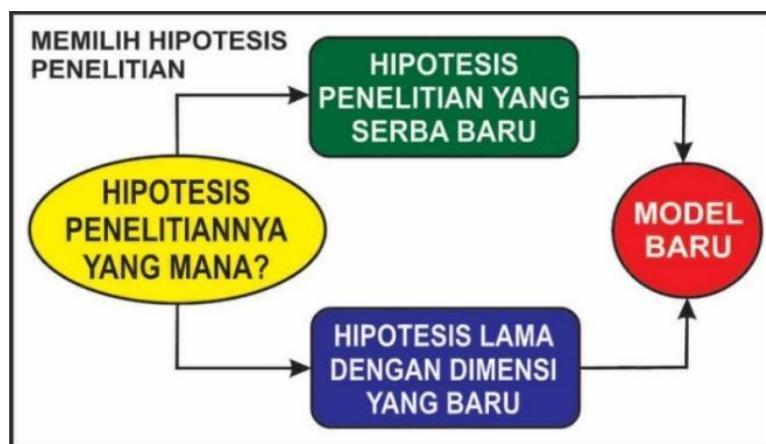 MEMILIH HIPOTESIS
PENELITIAN
HIPOTESIS
PENELITIAN YANG
SERBA BARU
HIPOTESIS
PENELITIANNYA
YANG MANA?
MODEL
BARU
HIPOTESIS LAMA
DENGAN DIMENSI
YANG BARU